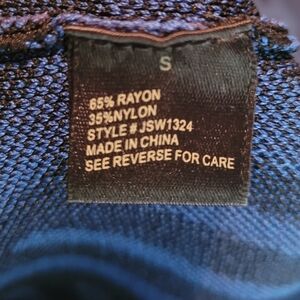 S
65% RAYON
35%NYLON
STYLE # JSW1324
MADE IN CHINA
SEE REVERSE FOR CARE